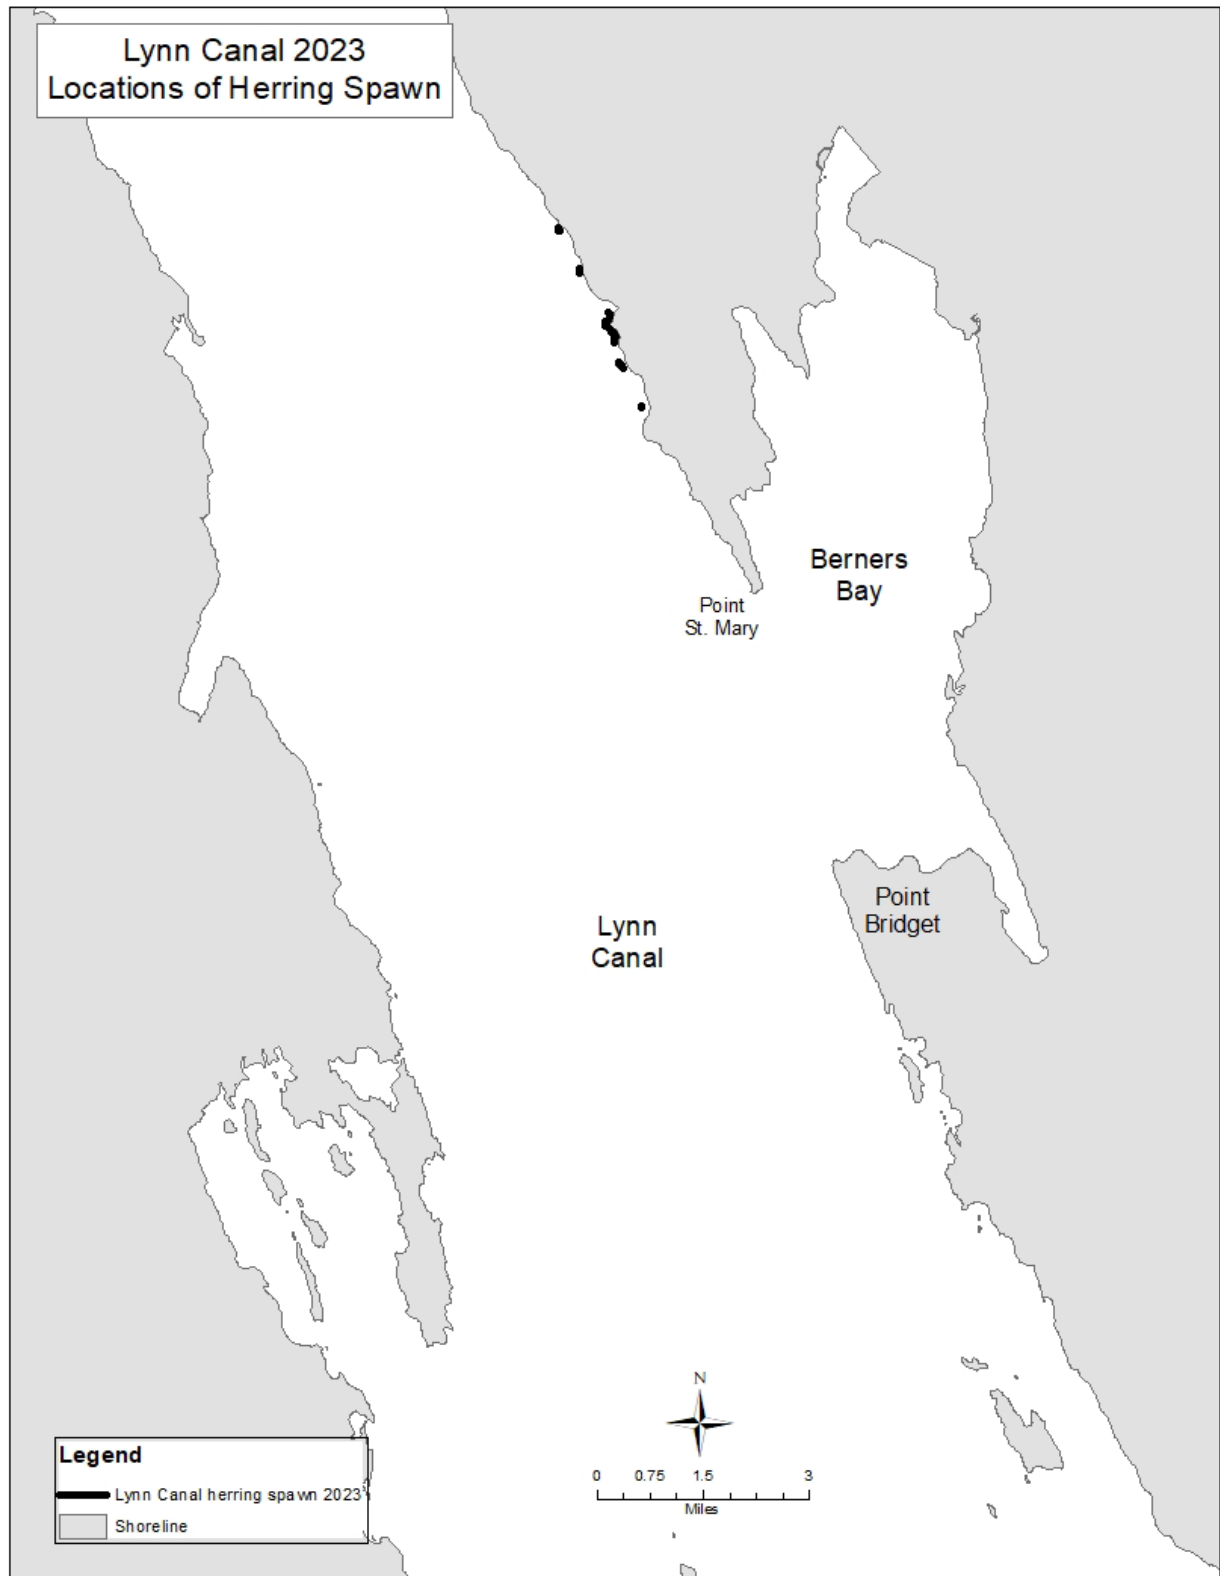 Lynn Canal 2023
Locations of Herring Spawn
Berners
Bay
Point
St. Mary
Point
Bridget
Lynn
Canal
N
0 0.75 1.5 3
Miles
Legend
Lynn Canal herring spawn 2023
Shoreline